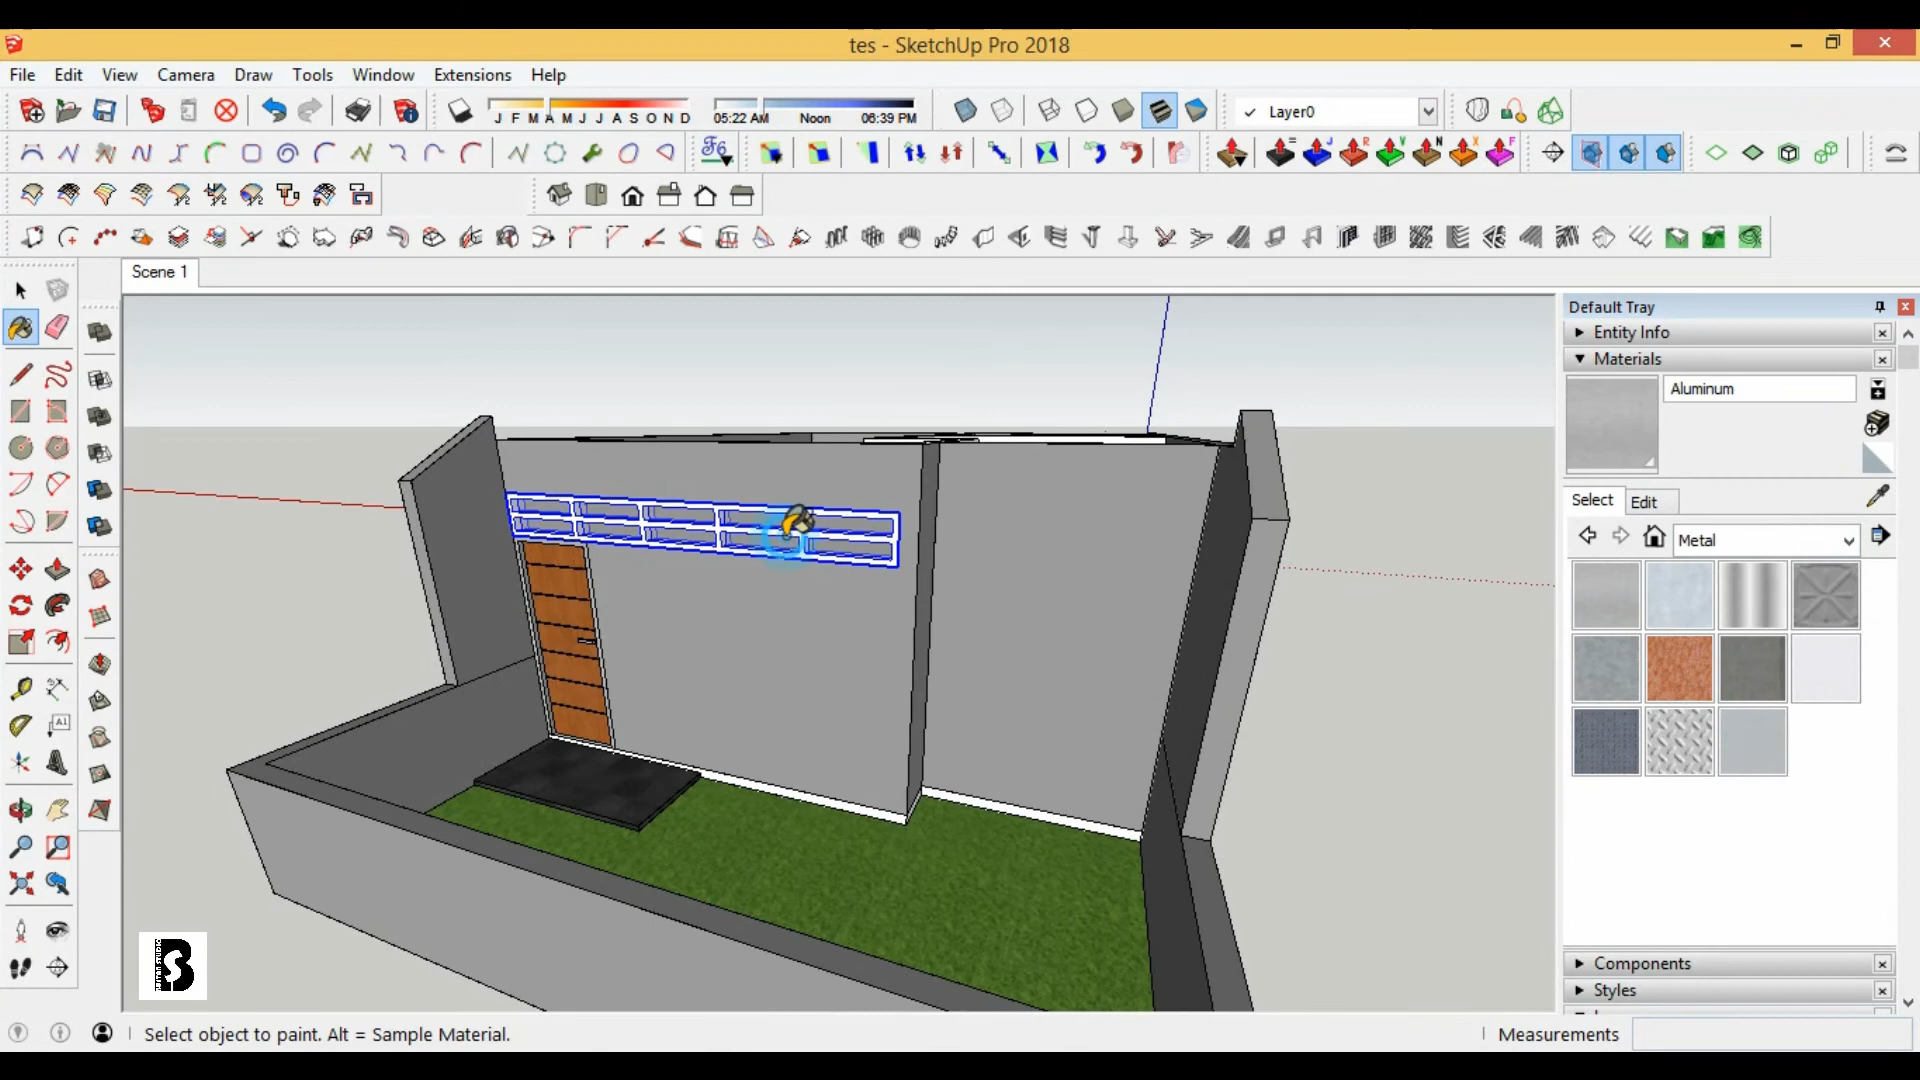 tes - SketchUp Pro 2018
File Edit View Camera Draw Tools Window Extensions Help
J F M A M J J A S O N D
05:22 AM Noon 06:39 PM
Layer0
Scene 1
Default Tray
Entity Info
Materials
Aluminum
Select Edit
Metal
Components
Styles
Select object to paint. Alt = Sample Material.
Measurements